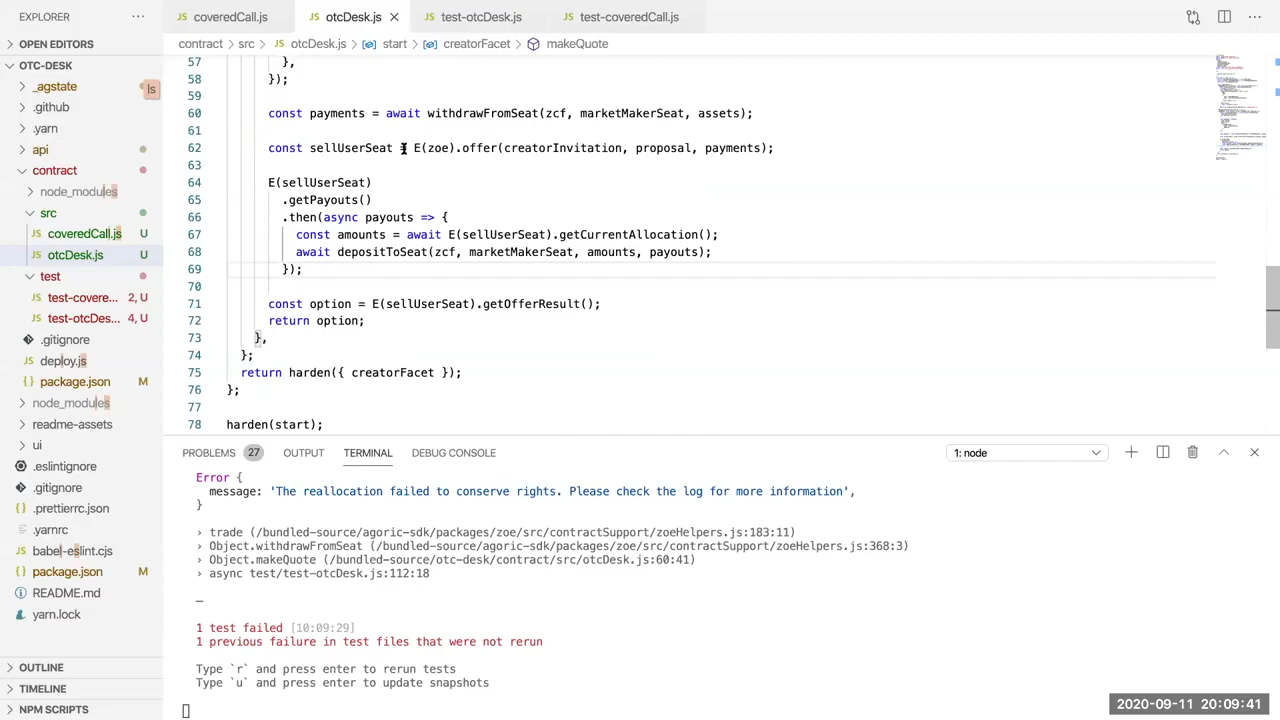 EXPLORER
···
JS coveredCall.js
JS otcDesk.js ×
JS test-otcDesk.js
JS test-coveredCall.js
···
contract > src > JS otcDesk.js > start > creatorFacet > makeQuote
> OPEN EDITORS
OTC-DESK
> _agstate
ls
> .github
> .yarn
> api
contract
> node_modules
src
JS coveredCall.js U
JS otcDesk.js U
test
JS test-covere... 2, U
JS test-otcDes... 4, U
.gitignore
JS deploy.js
{} package.json M
> node_modules
> readme-assets
> ui
.eslintignore
.gitignore
{} .prettierrc.json
.yarnrc
JS babel-eslint.cjs
{} package.json M
README.md
yarn.lock
> OUTLINE
> TIMELINE
> NPM SCRIPTS
57 },
58 });
59
60 const payments = await withdrawFromSeat(zcf, marketMakerSeat, assets);
61
62 const sellUserSeat = E(zoe).offer(creatorInvitation, proposal, payments);
63
64 E(sellUserSeat)
65 .getPayouts()
66 .then(async payouts => {
67 const amounts = await E(sellUserSeat).getCurrentAllocation();
68 await depositToSeat(zcf, marketMakerSeat, amounts, payouts);
69 });
70
71 const option = E(sellUserSeat).getOfferResult();
72 return option;
73 },
74 };
75 return harden({ creatorFacet });
76 };
77
78 harden(start);
PROBLEMS 27 OUTPUT TERMINAL DEBUG CONSOLE
1: node
Error {
message: 'The reallocation failed to conserve rights. Please check the log for more information',
}
› trade (/bundled-source/agoric-sdk/packages/zoe/src/contractSupport/zoeHelpers.js:183:11)
› Object.withdrawFromSeat (/bundled-source/agoric-sdk/packages/zoe/src/contractSupport/zoeHelpers.js:368:3)
› Object.makeQuote (/bundled-source/otc-desk/contract/src/otcDesk.js:60:41)
› async test/test-otcDesk.js:112:18
─
1 test failed [10:09:29]
1 previous failure in test files that were not rerun
Type `r` and press enter to rerun tests
Type `u` and press enter to update snapshots
2020-09-11 20:09:41